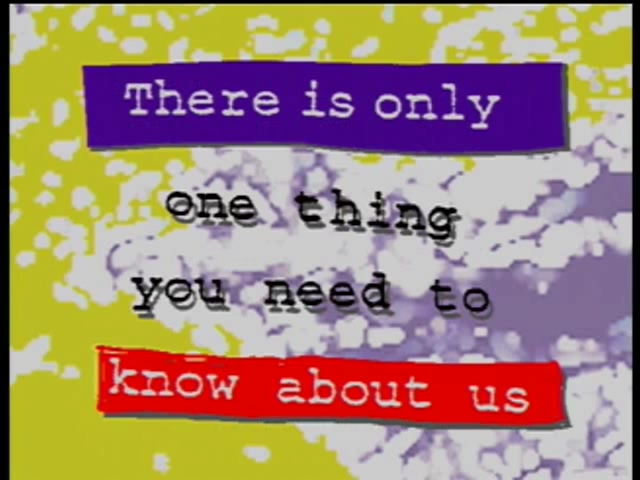 There is only
one thing
you need to
know about us